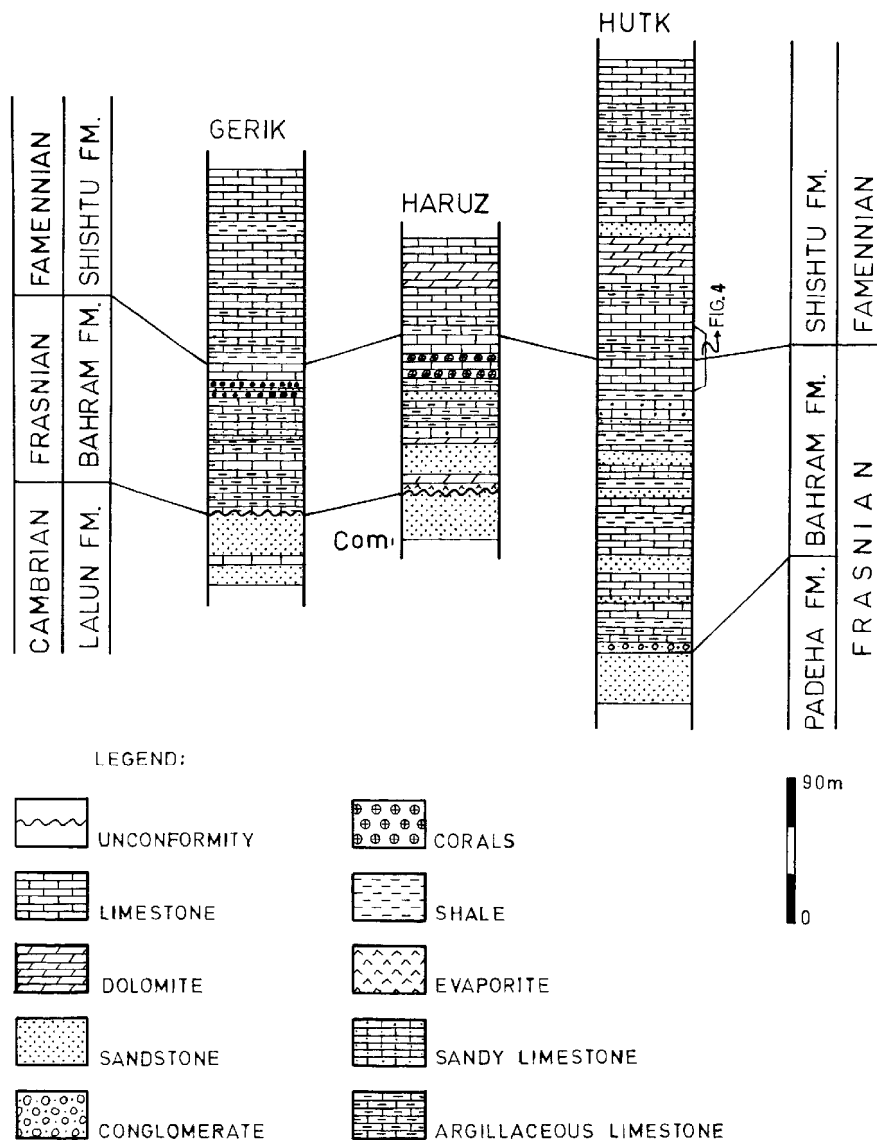 HUTK
GERIK
HARUZ
CAMBRIAN FRASNIAN FAMENNIAN
LALUN FM. BAHRAM FM. SHISHTU FM.
FIG. 4
PADEHA FM. BAHRAM FM. SHISHTU FM.
FRASNIAN FAMENNIAN
Com
LEGEND:
UNCONFORMITY
CORALS
LIMESTONE
SHALE
DOLOMITE
EVAPORITE
SANDSTONE
SANDY LIMESTONE
CONGLOMERATE
ARGILLACEOUS LIMESTONE
90m
0